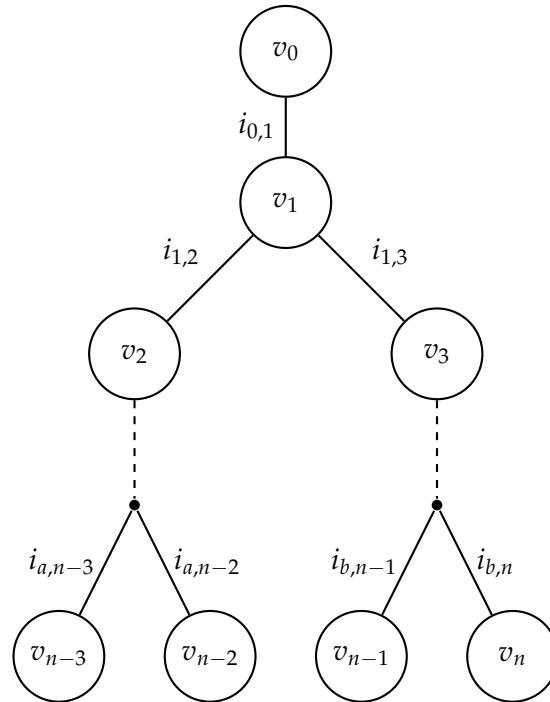 v_0
i_{0,1}
v_1
i_{1,2} i_{1,3}
v_2 v_3
i_{a,n−3} i_{a,n−2} i_{b,n−1} i_{b,n}
v_{n−3} v_{n−2} v_{n−1} v_n